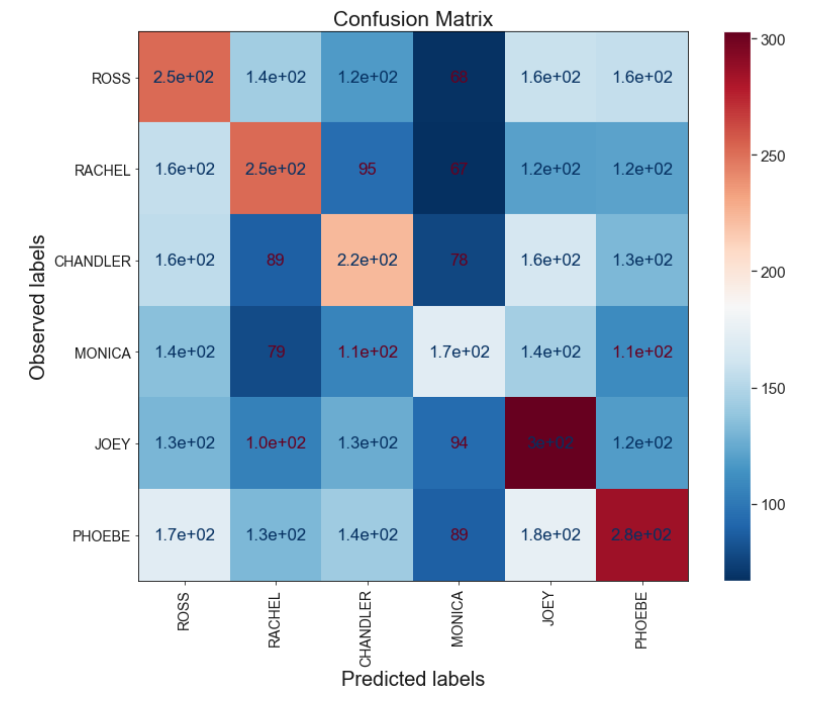 Confusion Matrix
ROSS 2.5e+02 1.4e+02 1.2e+02 68 1.6e+02 1.6e+02
RACHEL 1.6e+02 2.5e+02 95 67 1.2e+02 1.2e+02
CHANDLER 1.6e+02 89 2.2e+02 78 1.6e+02 1.3e+02
MONICA 1.4e+02 79 1.1e+02 1.7e+02 1.4e+02 1.1e+02
JOEY 1.3e+02 1.0e+02 1.3e+02 94 3e+02 1.2e+02
PHOEBE 1.7e+02 1.3e+02 1.4e+02 89 1.8e+02 2.8e+02
Observed labels
ROSS RACHEL CHANDLER MONICA JOEY PHOEBE
Predicted labels
300
250
200
150
100